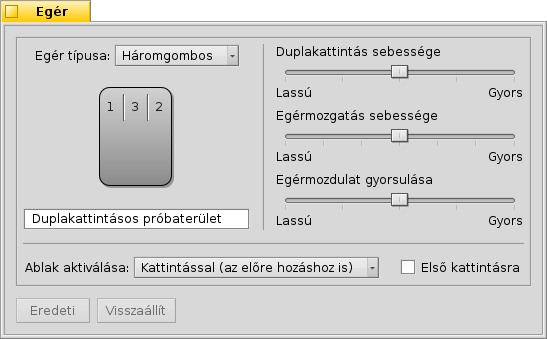 Egér
Egér típusa: Háromgombos
1 3 2
Duplakattintásos próbaterület
Duplakattintás sebessége
Lassú Gyors
Egérmozgatás sebessége
Lassú Gyors
Egérmozdulat gyorsulása
Lassú Gyors
Ablak aktiválása: Kattintással (az előre hozáshoz is) Első kattintásra
Eredeti Visszaállít